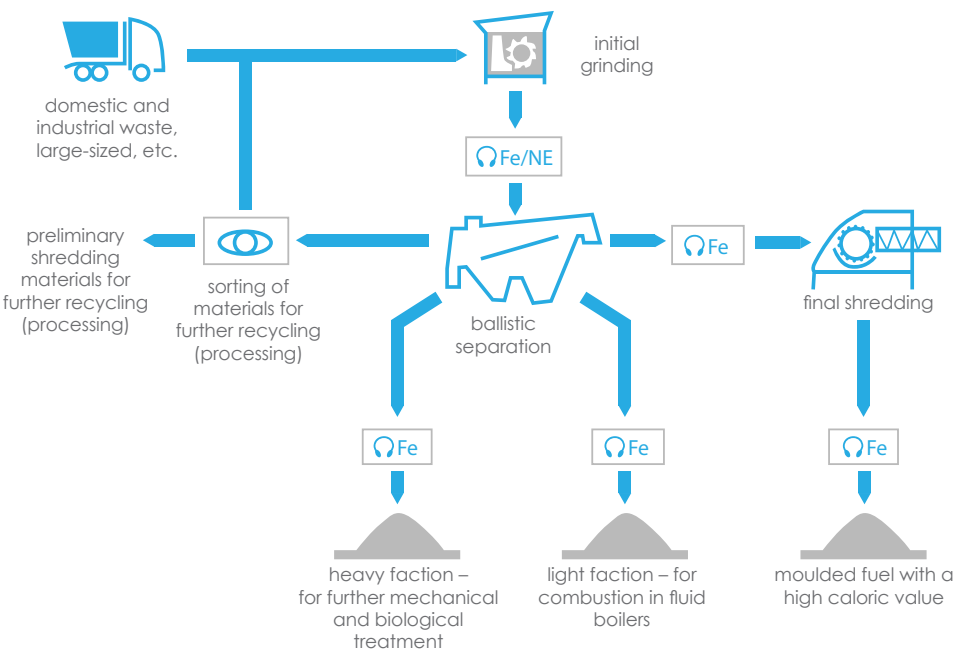 domestic and
industrial waste,
large-sized, etc.
initial
grinding
Fe/NE
preliminary
shredding
materials for
further recycling
(processing)
sorting of
materials for
further recycling
(processing)
ballistic
separation
Fe
final shredding
Fe
Fe
Fe
heavy faction –
for further mechanical
and biological
treatment
light faction – for
combustion in fluid
boilers
moulded fuel with a
high caloric value